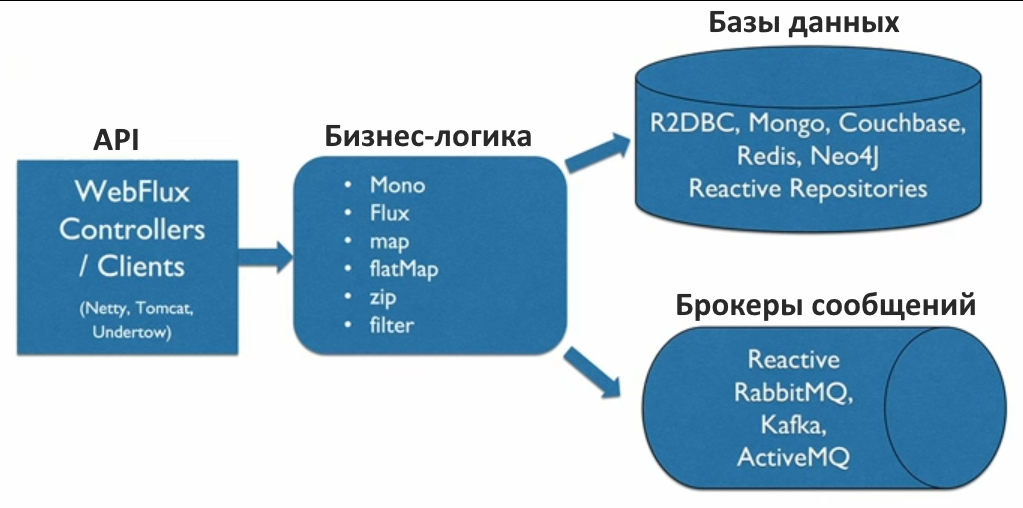 API
WebFlux
Controllers
/ Clients
(Netty, Tomcat,
Undertow)
Бизнес-логика
• Mono
• Flux
• map
• flatMap
• zip
• filter
Базы данных
R2DBC, Mongo, Couchbase,
Redis, Neo4J
Reactive Repositories
Брокеры сообщений
Reactive
RabbitMQ,
Kafka,
ActiveMQ